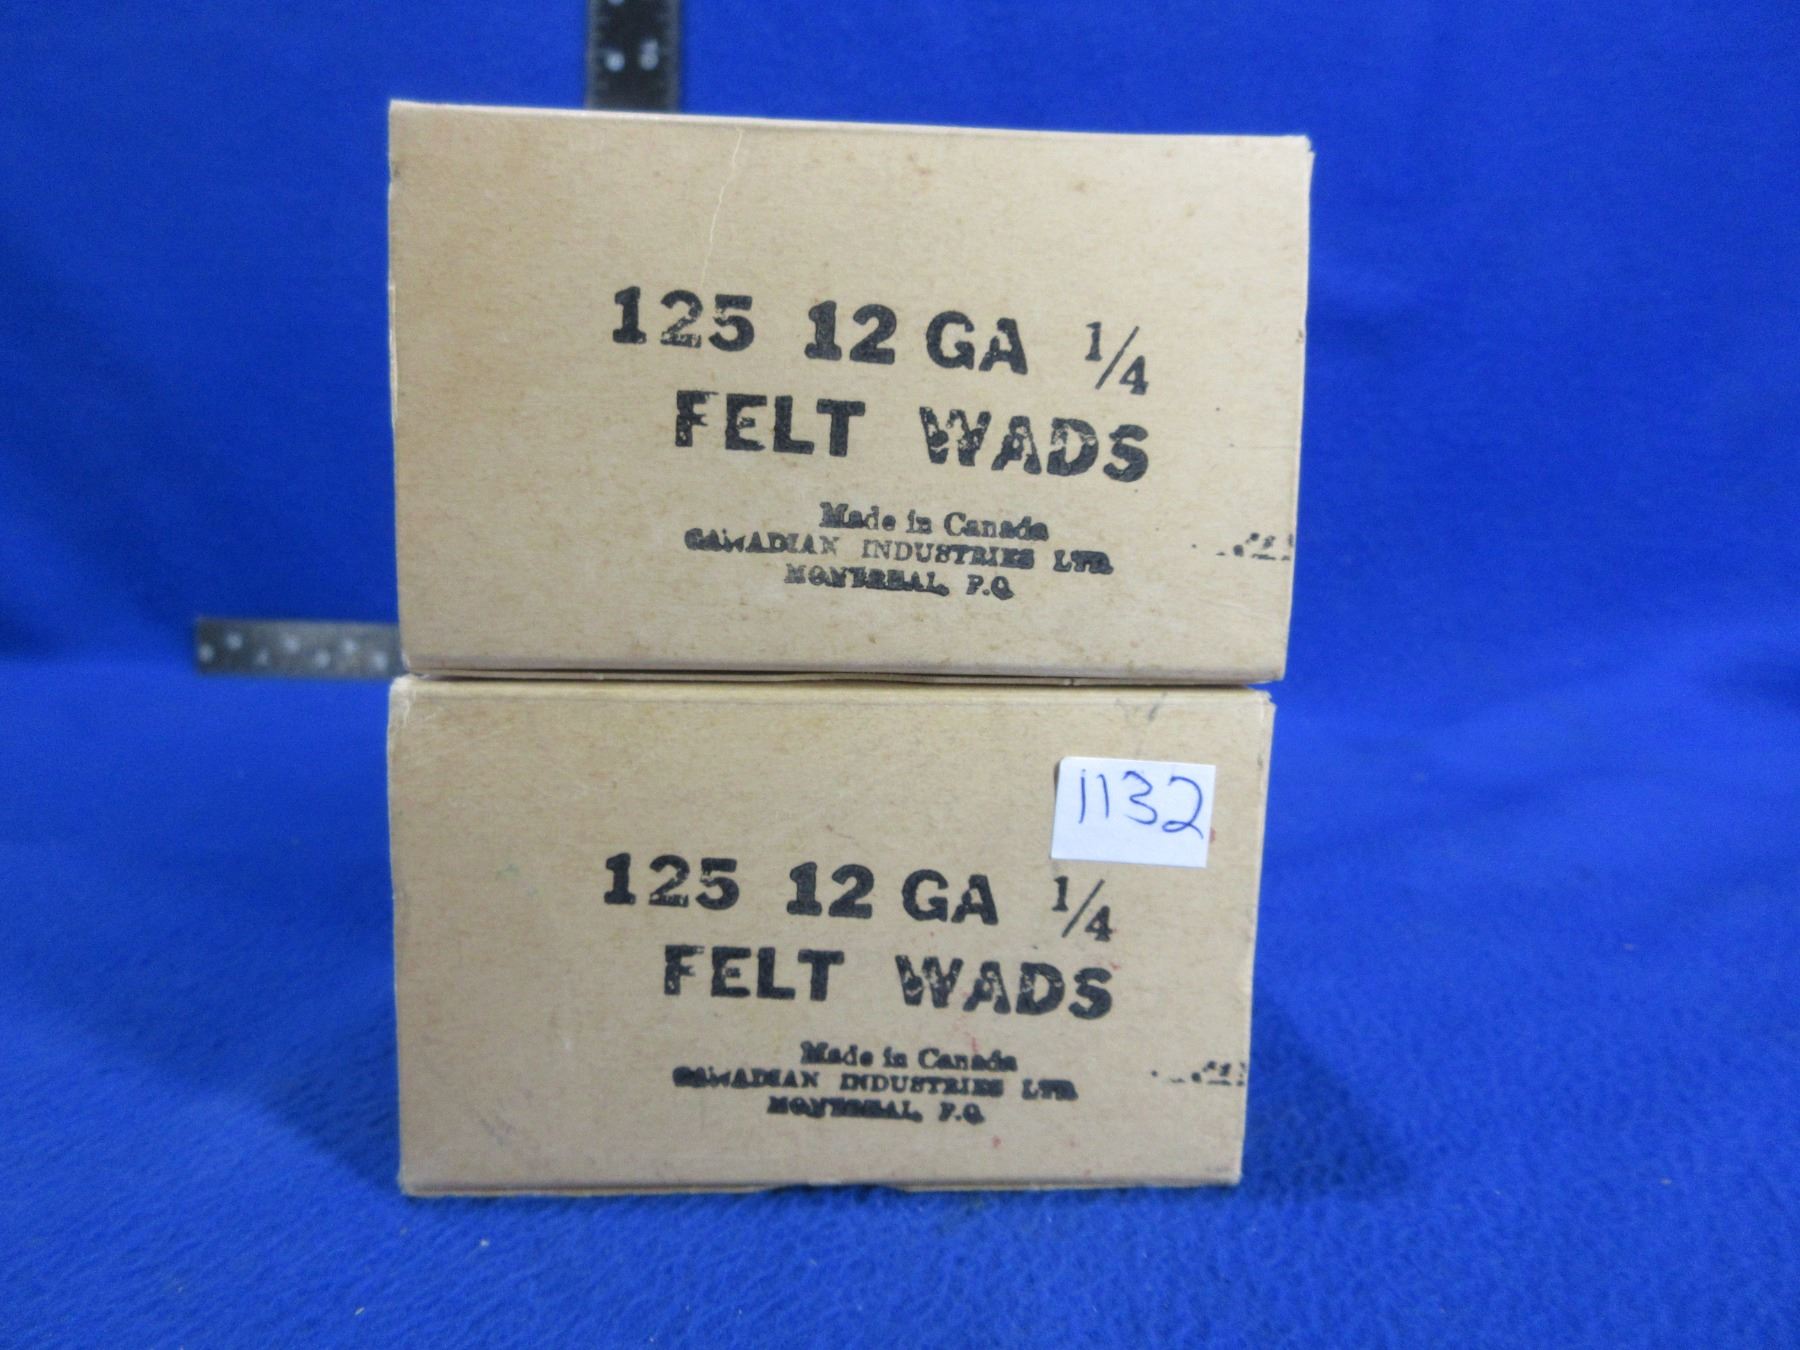 125 12 GA 1/4
FELT WADS
Made in Canada
CANADIAN INDUSTRIES LTD.
MONTREAL, P.Q.
1132
125 12 GA 1/4
FELT WADS
Made in Canada
CANADIAN INDUSTRIES LTD.
MONTREAL, P.Q.